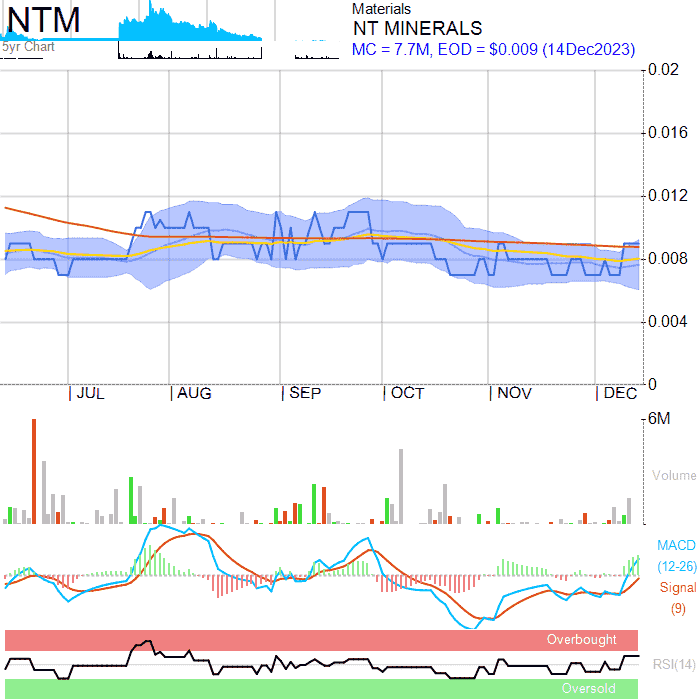 NTM
5yr Chart
Materials
NT MINERALS
MC = 7.7M, EOD = $0.009 (14Dec2023)
0.02
0.016
0.012
0.008
0.004
0
JUL AUG SEP OCT NOV DEC
6M
Volume
MACD
(12-26)
Signal
(9)
Overbought
RSI(14)
Oversold